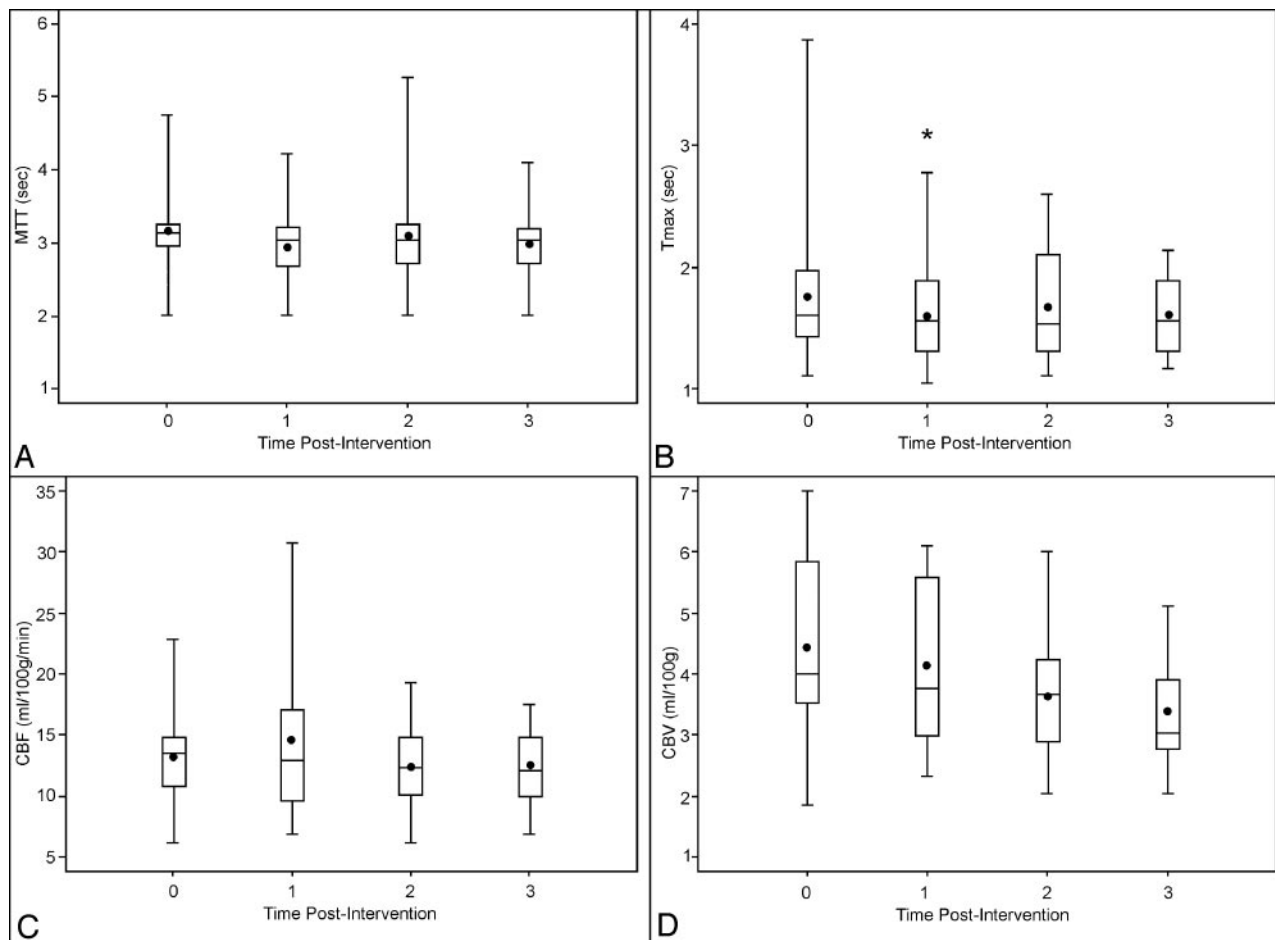 6
5
4
3
2
1
MTT (sec)
0 1 2 3
Time Post-Intervention
A
4
3
2
1
Tmax (sec)
*
0 1 2 3
Time Post-Intervention
B
35
30
25
20
15
10
5
CBF (ml/100g/min)
0 1 2 3
Time Post-Intervention
C
7
6
5
4
3
2
1
CBV (ml/100g)
0 1 2 3
Time Post-Intervention
D